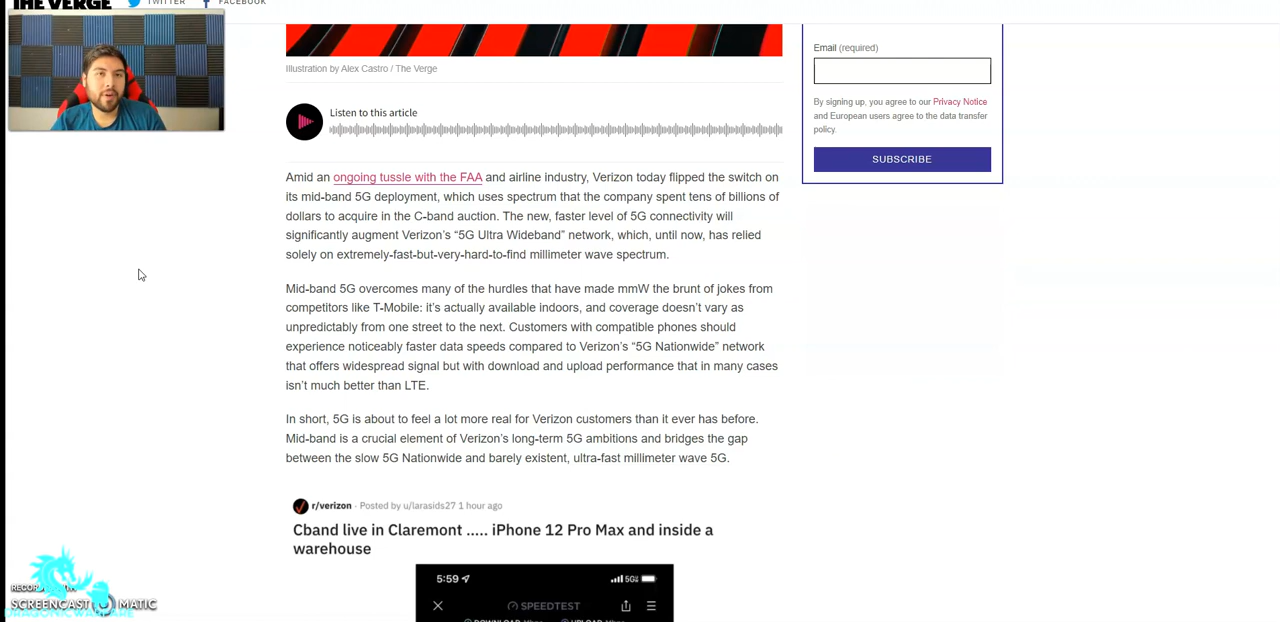 THE VERGE
TWITTER
FACEBOOK
Illustration by Alex Castro / The Verge
Listen to this article
Amid an ongoing tussle with the FAA and airline industry, Verizon today flipped the switch on
its mid-band 5G deployment, which uses spectrum that the company spent tens of billions of
dollars to acquire in the C-band auction. The new, faster level of 5G connectivity will
significantly augment Verizon’s “5G Ultra Wideband” network, which, until now, has relied
solely on extremely-fast-but-very-hard-to-find millimeter wave spectrum.
Mid-band 5G overcomes many of the hurdles that have made mmW the brunt of jokes from
competitors like T-Mobile: it’s actually available indoors, and coverage doesn’t vary as
unpredictably from one street to the next. Customers with compatible phones should
experience noticeably faster data speeds compared to Verizon’s “5G Nationwide” network
that offers widespread signal but with download and upload performance that in many cases
isn’t much better than LTE.
In short, 5G is about to feel a lot more real for Verizon customers than it ever has before.
Mid-band is a crucial element of Verizon’s long-term 5G ambitions and bridges the gap
between the slow 5G Nationwide and barely existent, ultra-fast millimeter wave 5G.
r/verizon · Posted by u/larasids27 1 hour ago
Cband live in Claremont ..... iPhone 12 Pro Max and inside a
warehouse
5:59
SPEEDTEST
Email (required)
By signing up, you agree to our Privacy Notice
and European users agree to the data transfer
policy.
SUBSCRIBE
SCREENCAST MATIC